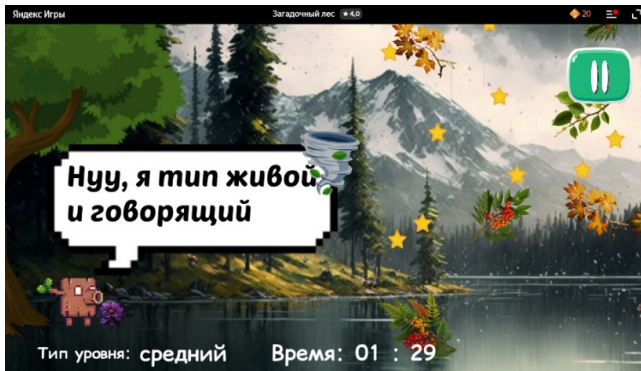 Яндекс Игры
Загадочный лес ★ 4,0
20
Нуу, я тип живой
и говорящий
Тип уровня: средний Время: 01 : 29